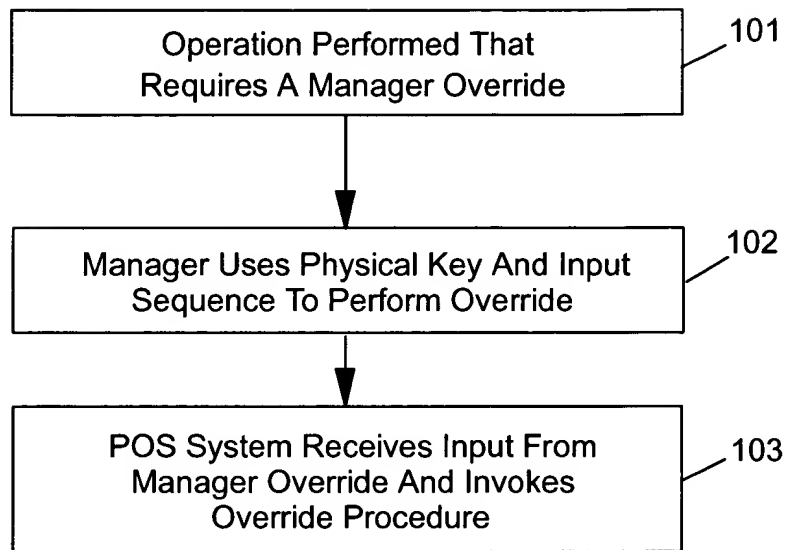 Operation Performed That
Requires A Manager Override
101
Manager Uses Physical Key And Input
Sequence To Perform Override
102
POS System Receives Input From
Manager Override And Invokes
Override Procedure
103